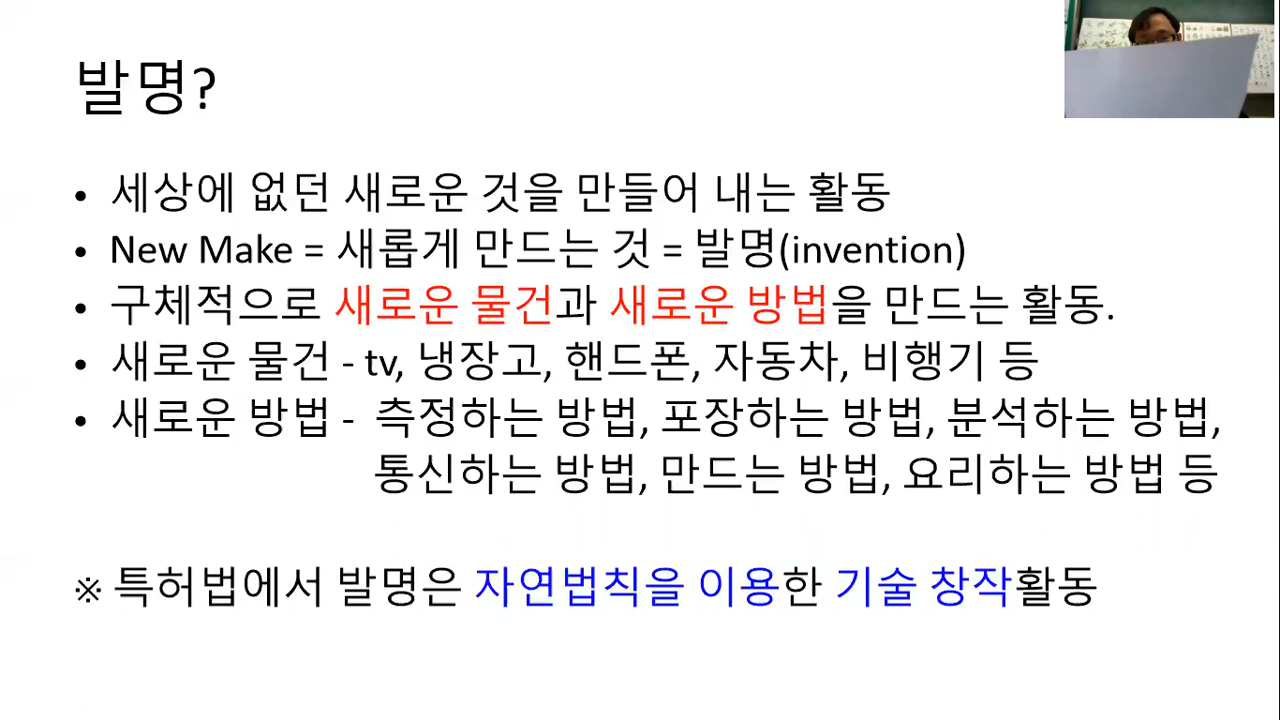 발명?
• 세상에 없던 새로운 것을 만들어 내는 활동
• New Make = 새롭게 만드는 것 = 발명(invention)
• 구체적으로 새로운 물건과 새로운 방법을 만드는 활동.
• 새로운 물건 - tv, 냉장고, 핸드폰, 자동차, 비행기 등
• 새로운 방법 - 측정하는 방법, 포장하는 방법, 분석하는 방법,
통신하는 방법, 만드는 방법, 요리하는 방법 등
※ 특허법에서 발명은 자연법칙을 이용한 기술 창작활동